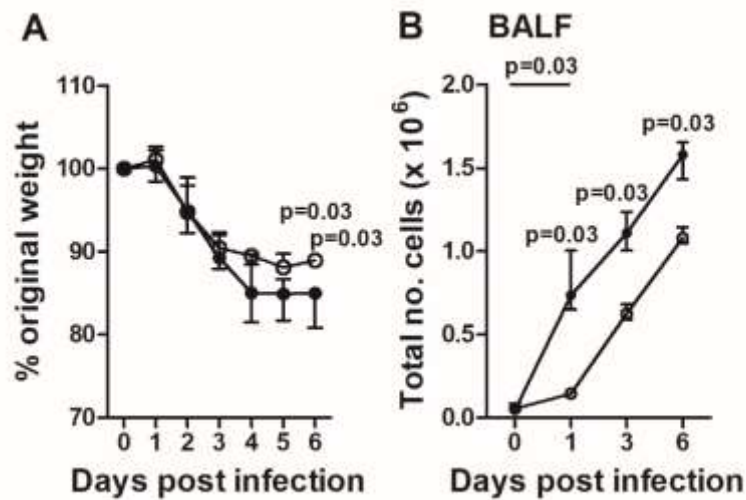 A
B BALF
% original weight
110
100
90
80
70
p=0.03
p=0.03
0 1 2 3 4 5 6
Days post infection
Total no. cells (x 10⁶)
2.0
1.5
1.0
0.5
0.0
p=0.03
p=0.03
p=0.03
p=0.03
0 1 3 6
Days post infection